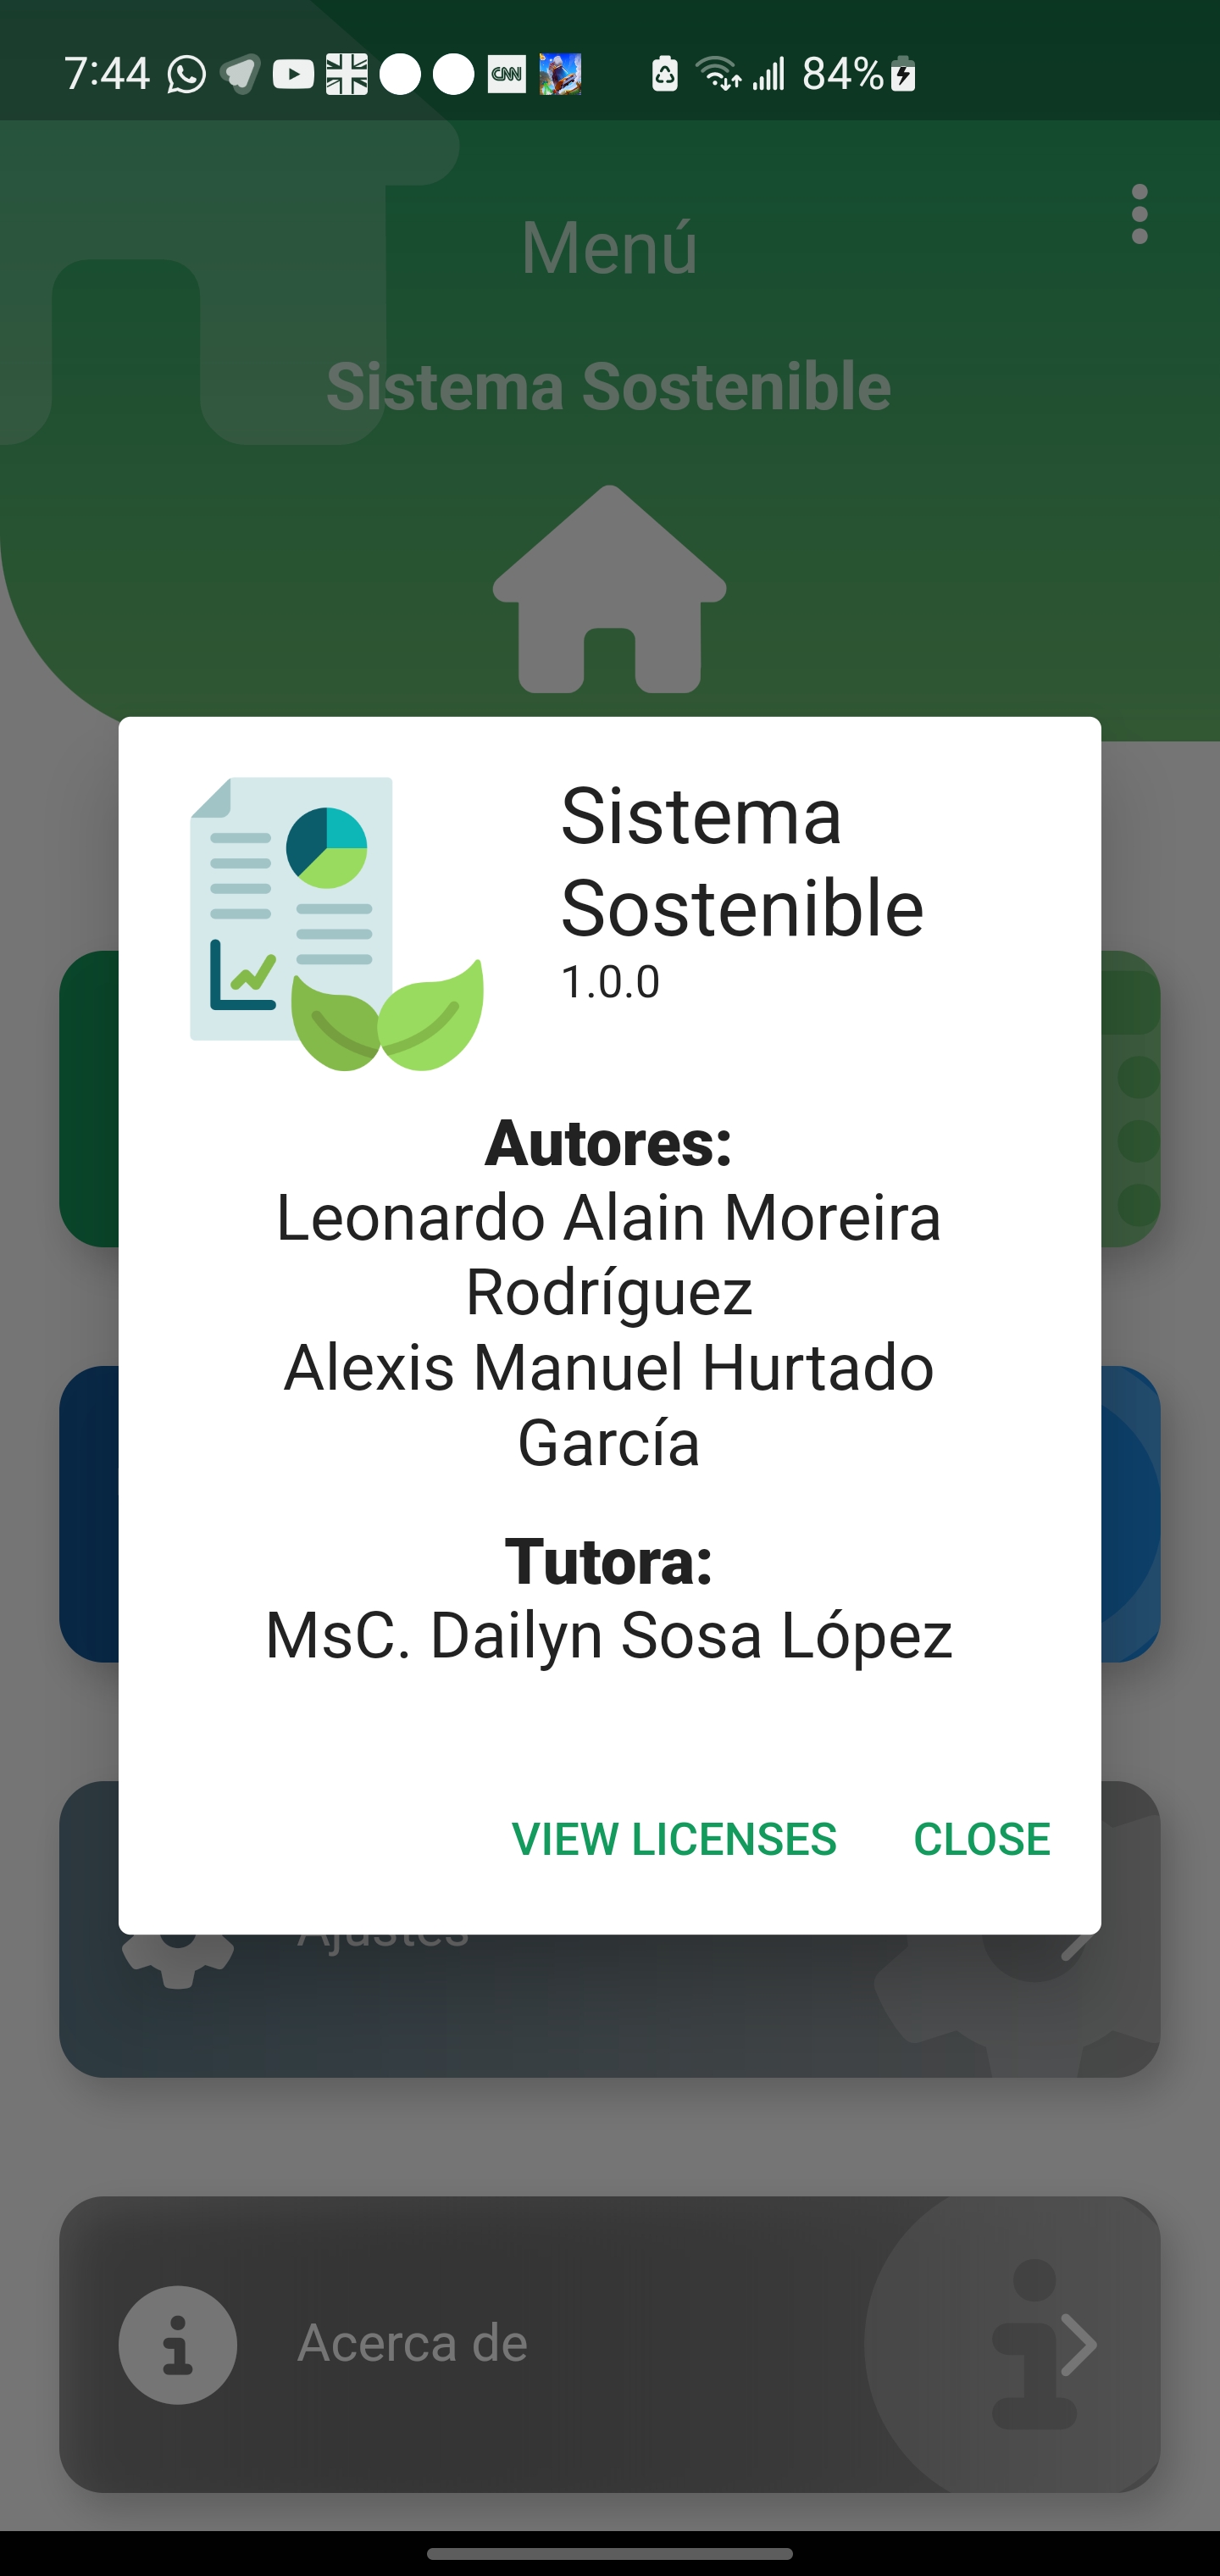 7:44
CNN
84%
Menú
Sistema Sostenible
Sistema
Sostenible
1.0.0
Autores:
Leonardo Alain Moreira
Rodríguez
Alexis Manuel Hurtado
García
Tutora:
MsC. Dailyn Sosa López
VIEW LICENSES
CLOSE
Ajustes
Acerca de